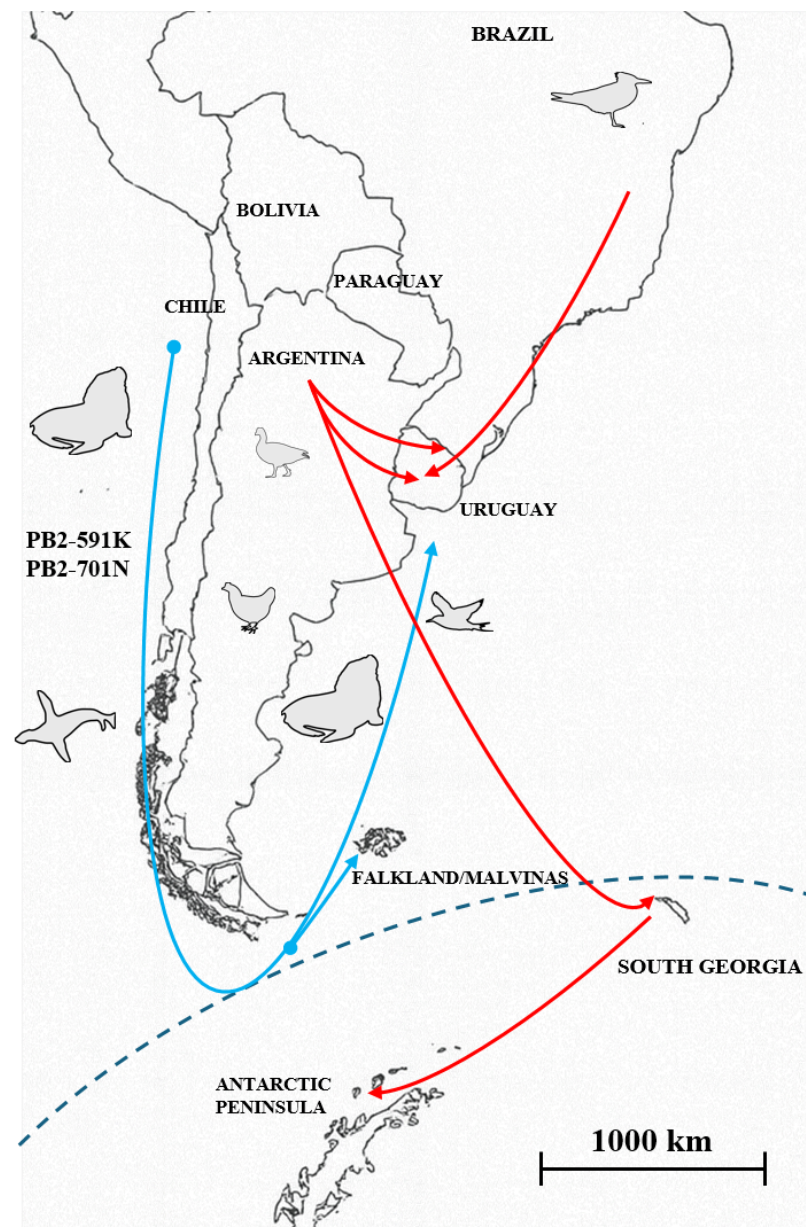 BRAZIL
BOLIVIA
PARAGUAY
CHILE
ARGENTINA
URUGUAY
PB2-591K
PB2-701N
FALKLAND/MALVINAS
SOUTH GEORGIA
ANTARCTIC
PENINSULA
1000 km